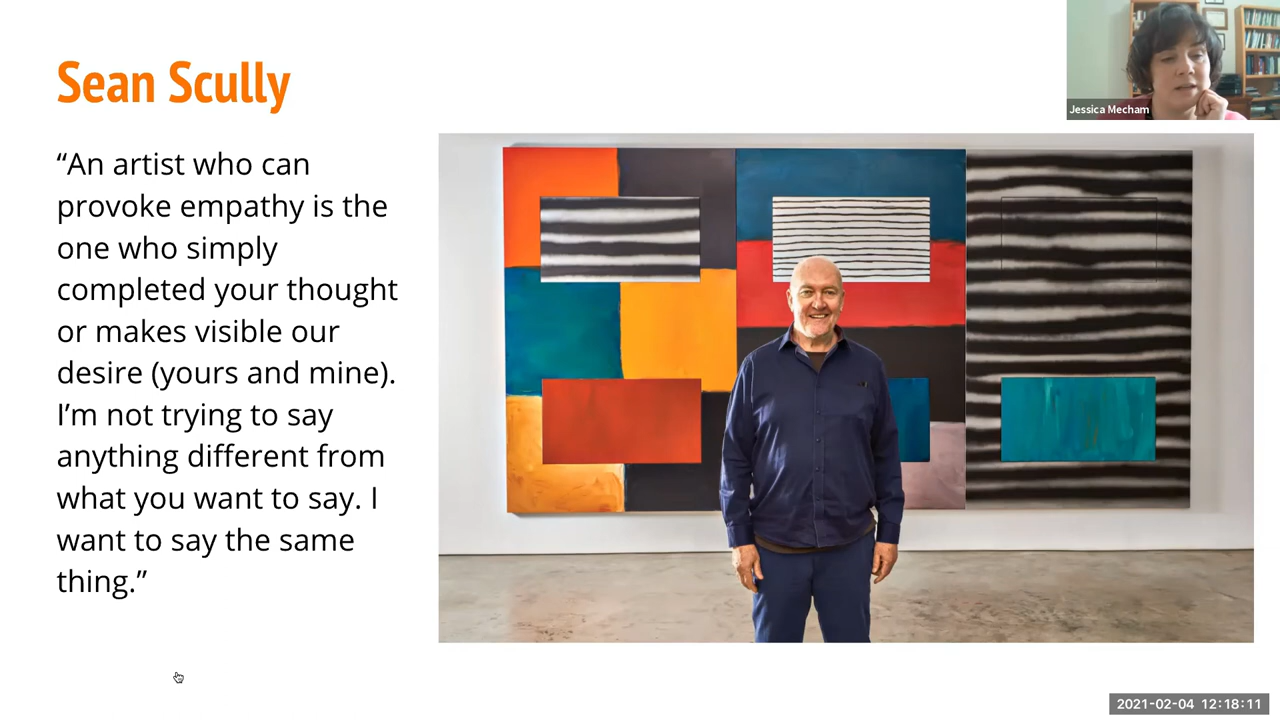 Sean Scully
“An artist who can
provoke empathy is the
one who simply
completed your thought
or makes visible our
desire (yours and mine).
I’m not trying to say
anything different from
what you want to say. I
want to say the same
thing.”
Jessica Mecham
2021-02-04 12:18:11